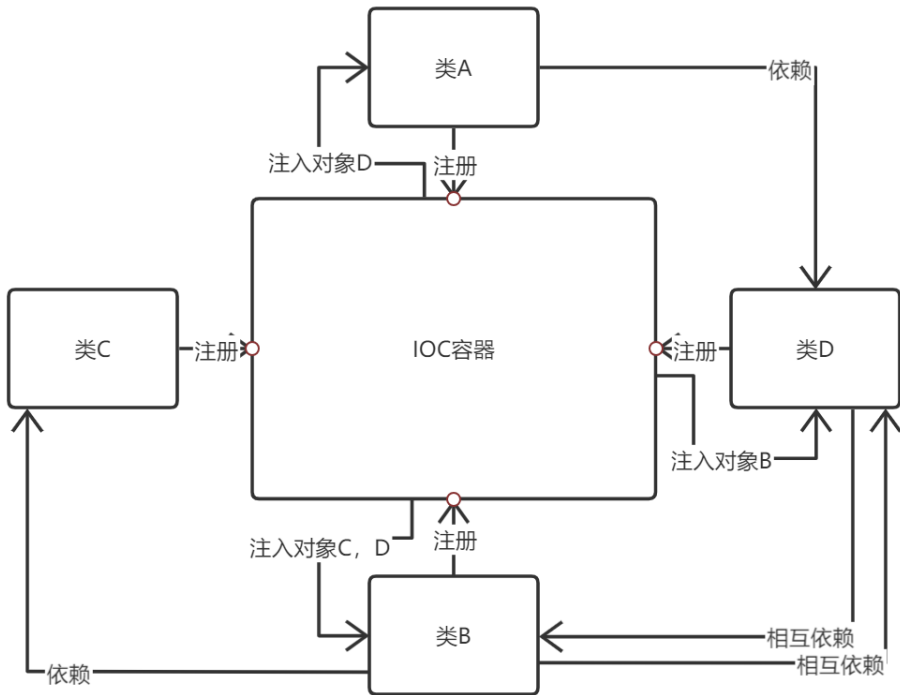 类A
依赖
注入对象D
注册
类C
注册
IOC容器
注册
类D
注入对象B
注入对象C，D
注册
类B
相互依赖
相互依赖
依赖